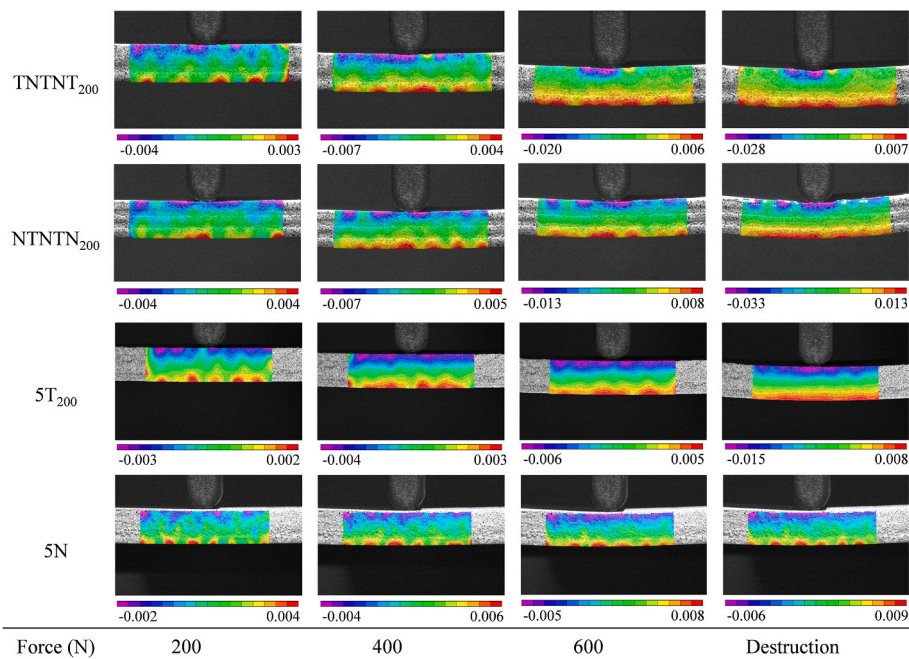 TNTNT₂₀₀
-0.004 0.003 -0.007 0.004 -0.020 0.006 -0.028 0.007
NTNTN₂₀₀
-0.004 0.004 -0.007 0.005 -0.013 0.008 -0.033 0.013
5T₂₀₀
-0.003 0.002 -0.004 0.003 -0.006 0.005 -0.015 0.008
5N
-0.002 0.004 -0.004 0.006 -0.005 0.008 -0.006 0.009
Force (N) 200 400 600 Destruction